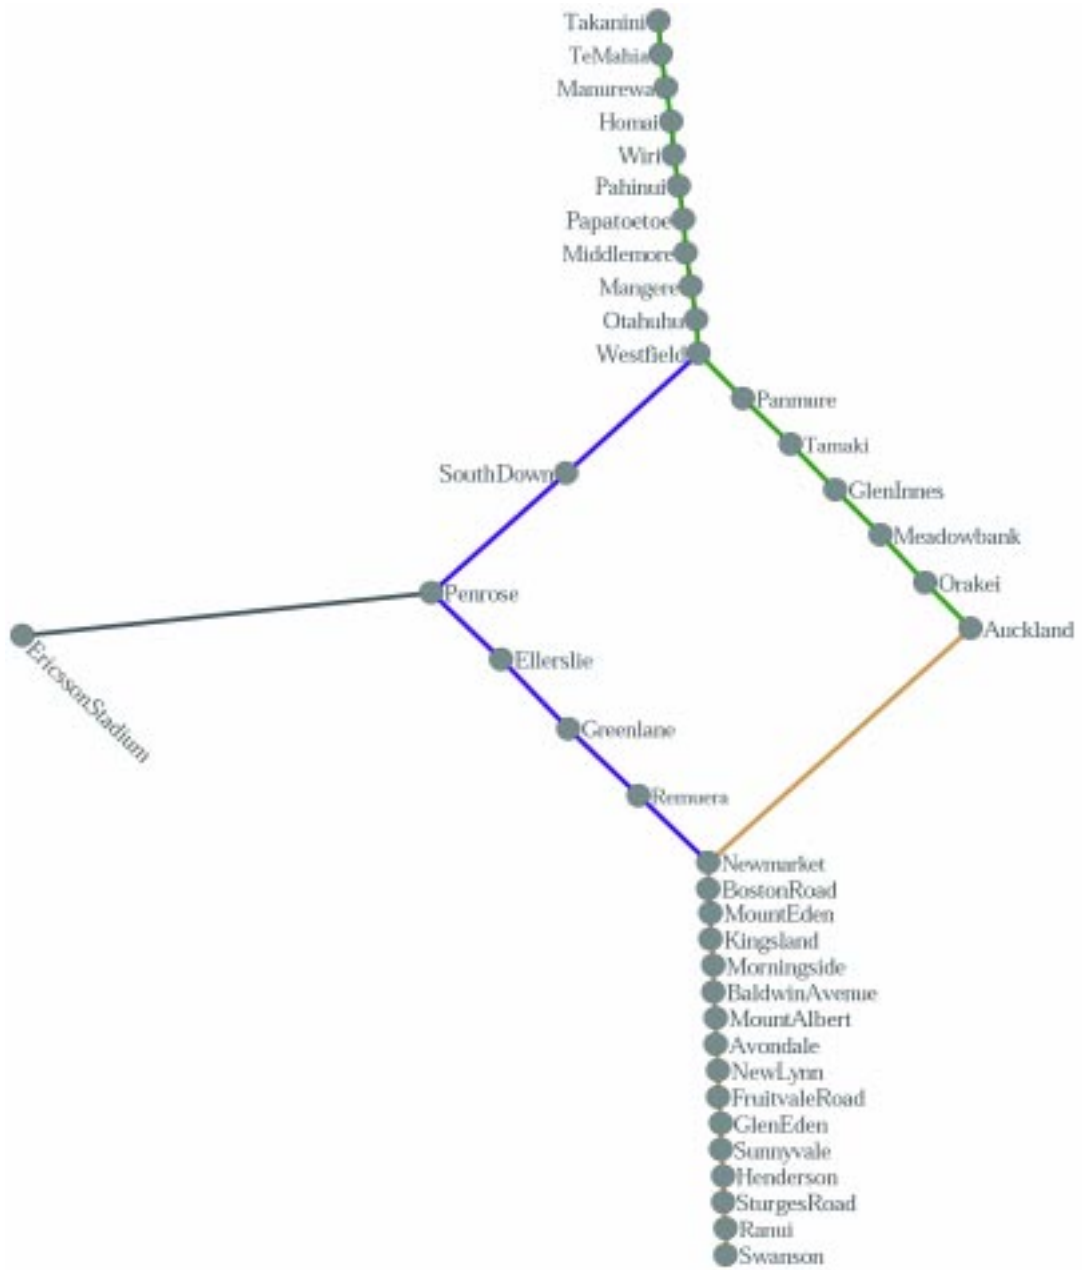 Takanini
TeMahia
Manurewa
Homai
Wiri
Pahinui
Papatoetoe
Middlemore
Mangere
Otahuhu
Westfield
Panmure
Tamaki
SouthDown
GlenInnes
Meadowbank
Orakei
Penrose
Auckland
EricssonStadium
Ellerslie
Greenlane
Remuera
Newmarket
BostonRoad
MountEden
Kingsland
Morningside
BaldwinAvenue
MountAlbert
Avondale
NewLynn
FruitvaleRoad
GlenEden
Sunnyvale
Henderson
SturgesRoad
Ranui
Swanson